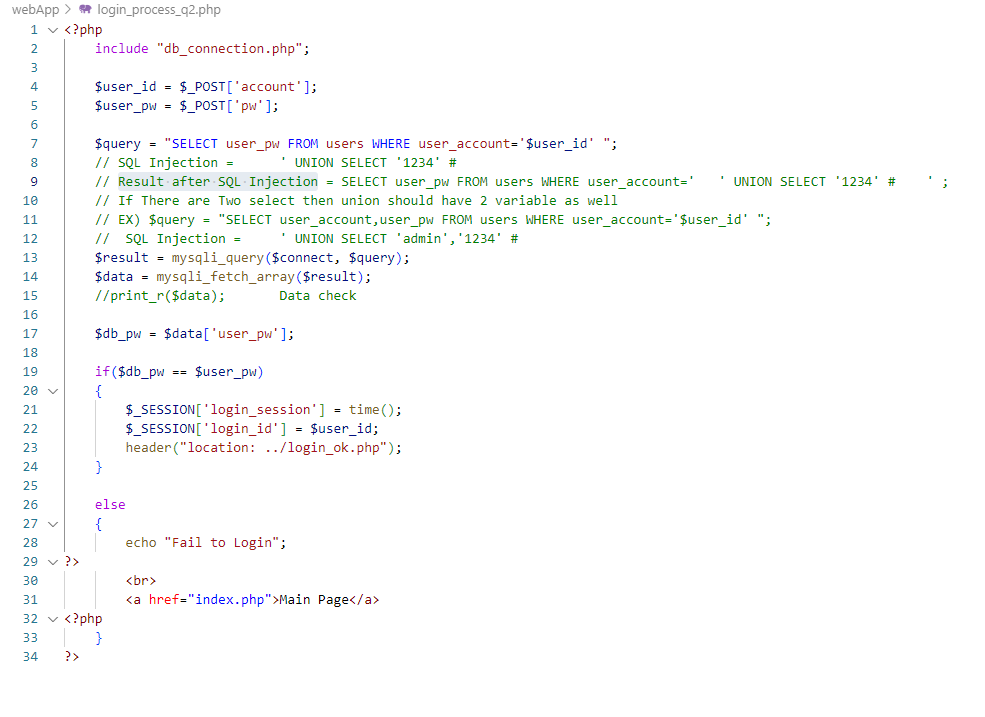 webApp > login_process_q2.php
1 <?php
2 include "db_connection.php";
3
4 $user_id = $_POST['account'];
5 $user_pw = $_POST['pw'];
6
7 $query = "SELECT user_pw FROM users WHERE user_account='$user_id' ";
8 // SQL Injection =      ' UNION SELECT '1234' #
9 // Result after SQL Injection = SELECT user_pw FROM users WHERE user_account='   ' UNION SELECT '1234' #    ' ;
10 // If There are Two select then union should have 2 variable as well
11 // EX) $query = "SELECT user_account,user_pw FROM users WHERE user_account='$user_id' ";
12 //  SQL Injection =     ' UNION SELECT 'admin','1234' #
13 $result = mysqli_query($connect, $query);
14 $data = mysqli_fetch_array($result);
15 //print_r($data);       Data check
16
17 $db_pw = $data['user_pw'];
18
19 if($db_pw == $user_pw)
20 {
21 $_SESSION['login_session'] = time();
22 $_SESSION['login_id'] = $user_id;
23 header("location: ../login_ok.php");
24 }
25
26 else
27 {
28 echo "Fail to Login";
29 ?>
30 <br>
31 <a href="index.php">Main Page</a>
32 <?php
33 }
34 ?>